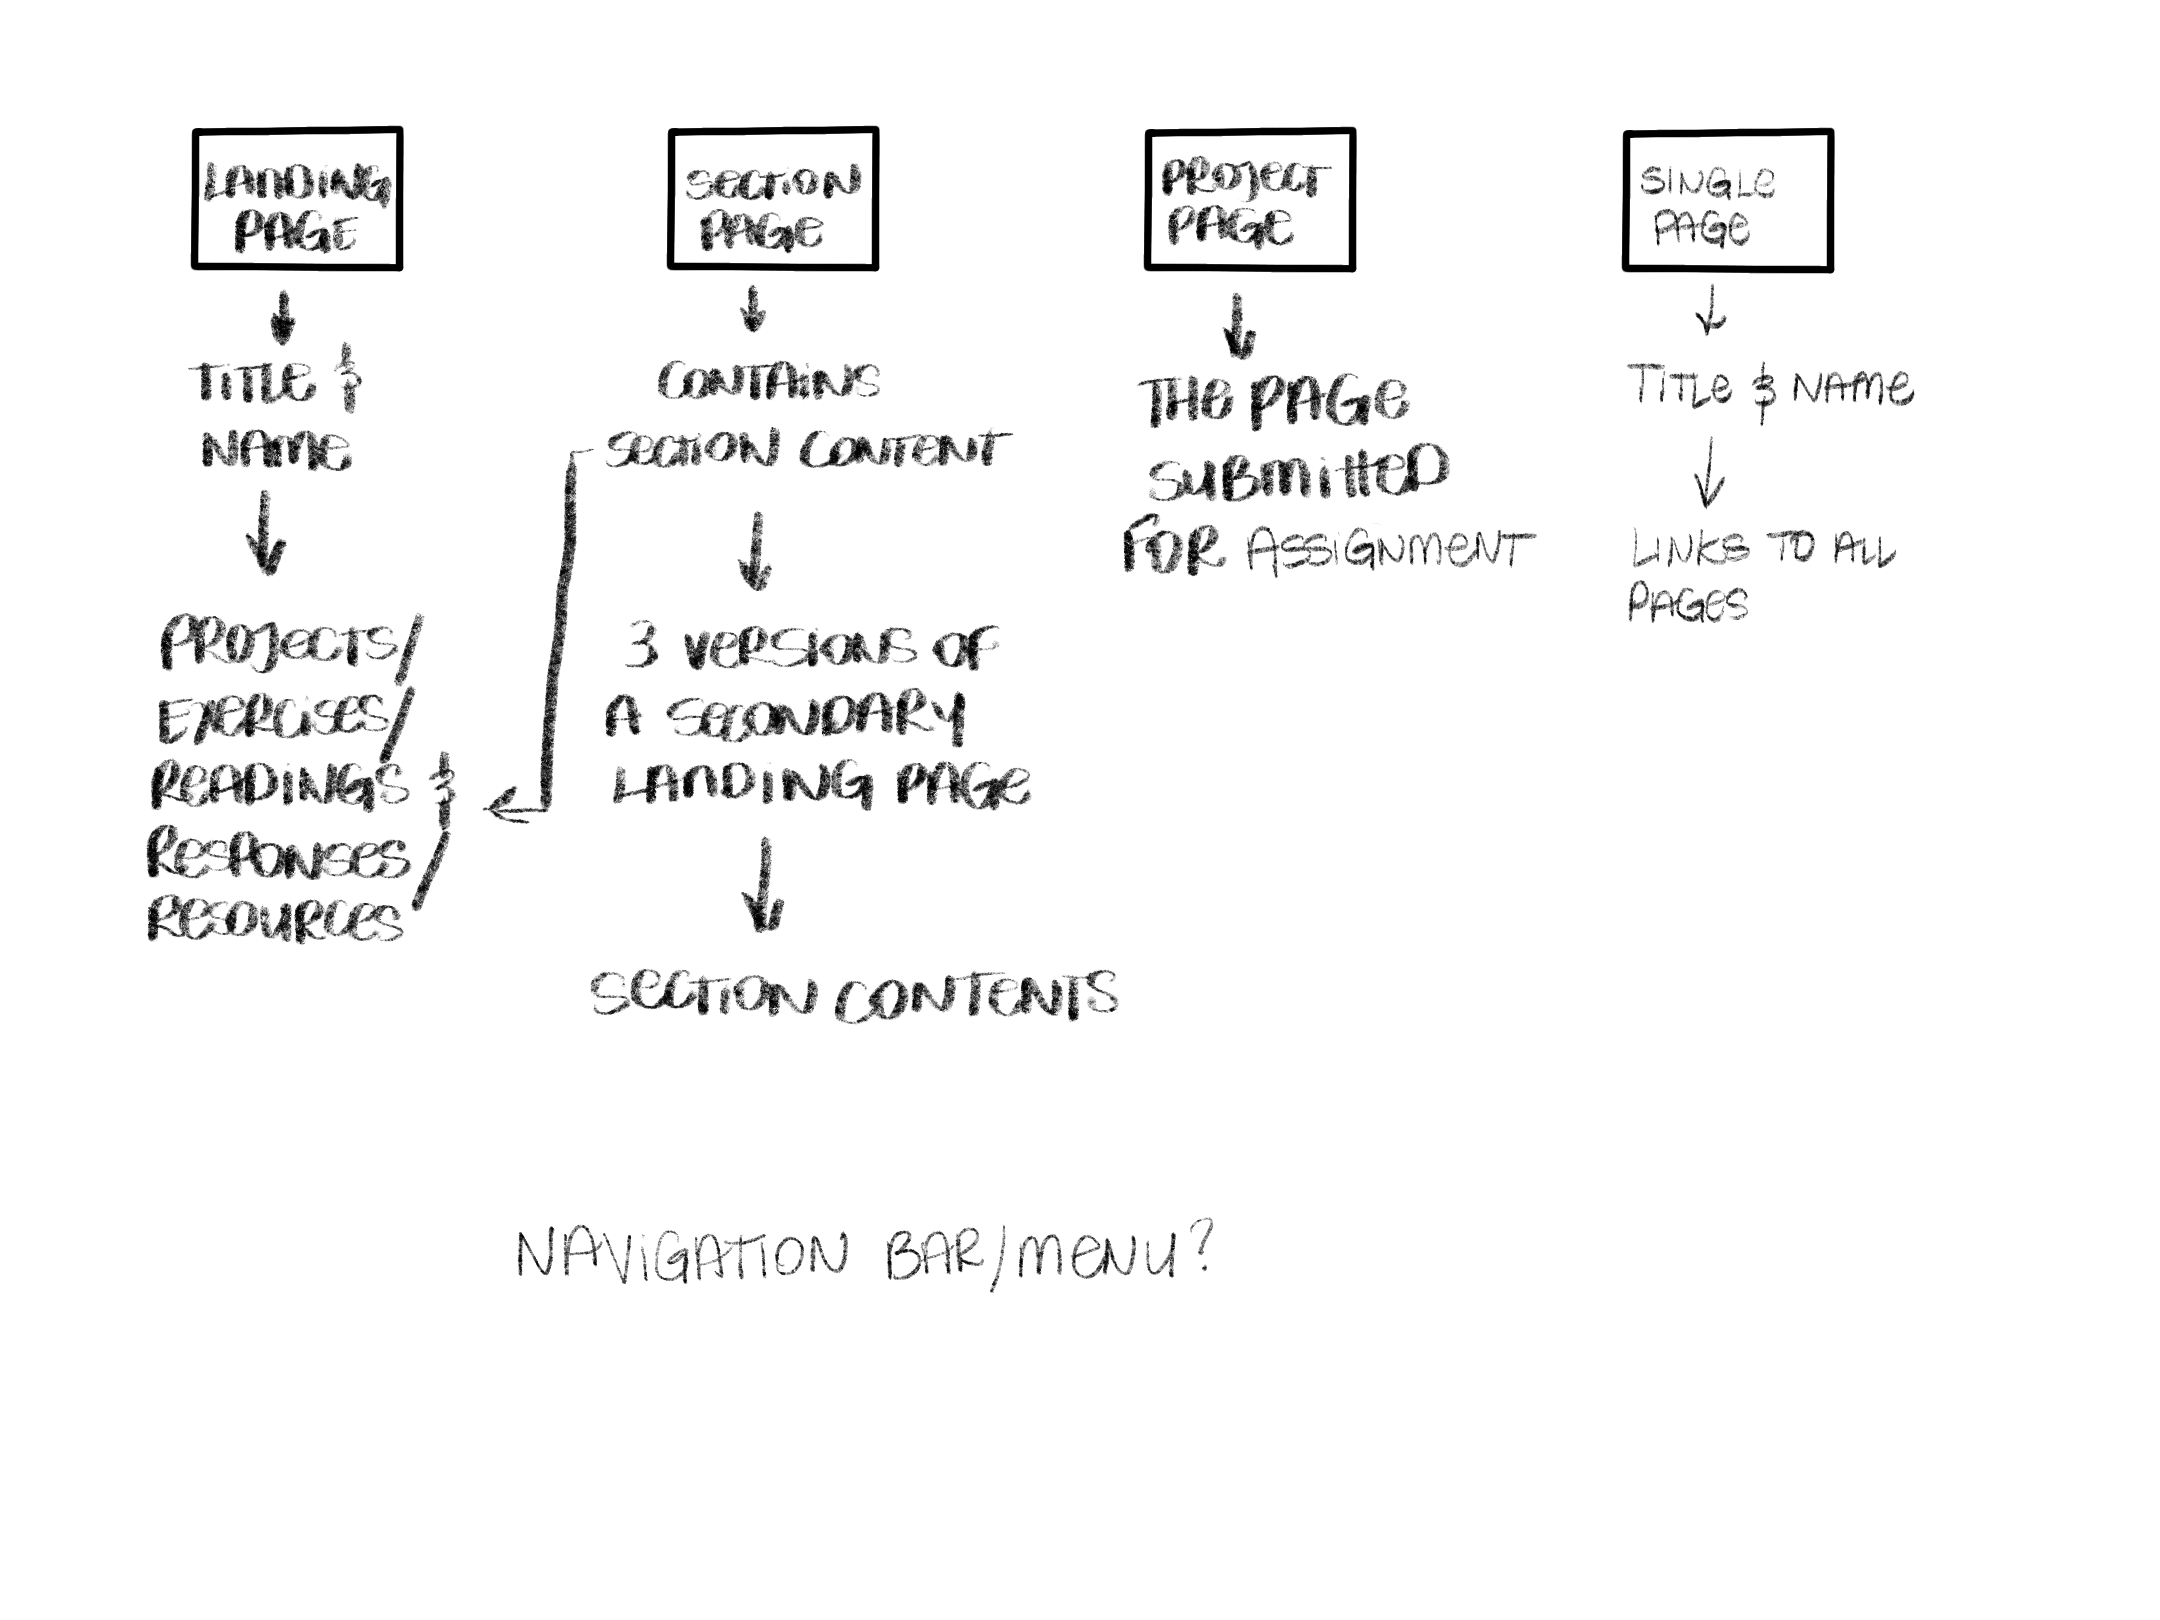 LANDING
PAGE
TITLE &
NAME
PROJECTS/
EXERCISES/
READINGS &
RESPONSES/
RESOURCES
SECTION
PAGE
CONTAINS
SECTION CONTENT
3 VERSIONS OF
A SECONDARY
LANDING PAGE
SECTION CONTENTS
PROJECT
PAGE
THE PAGE
SUBMITTED
FOR ASSIGNMENT
SINGLE
PAGE
TITLE & NAME
LINKS TO ALL
PAGES
NAVIGATION BAR/MENU?